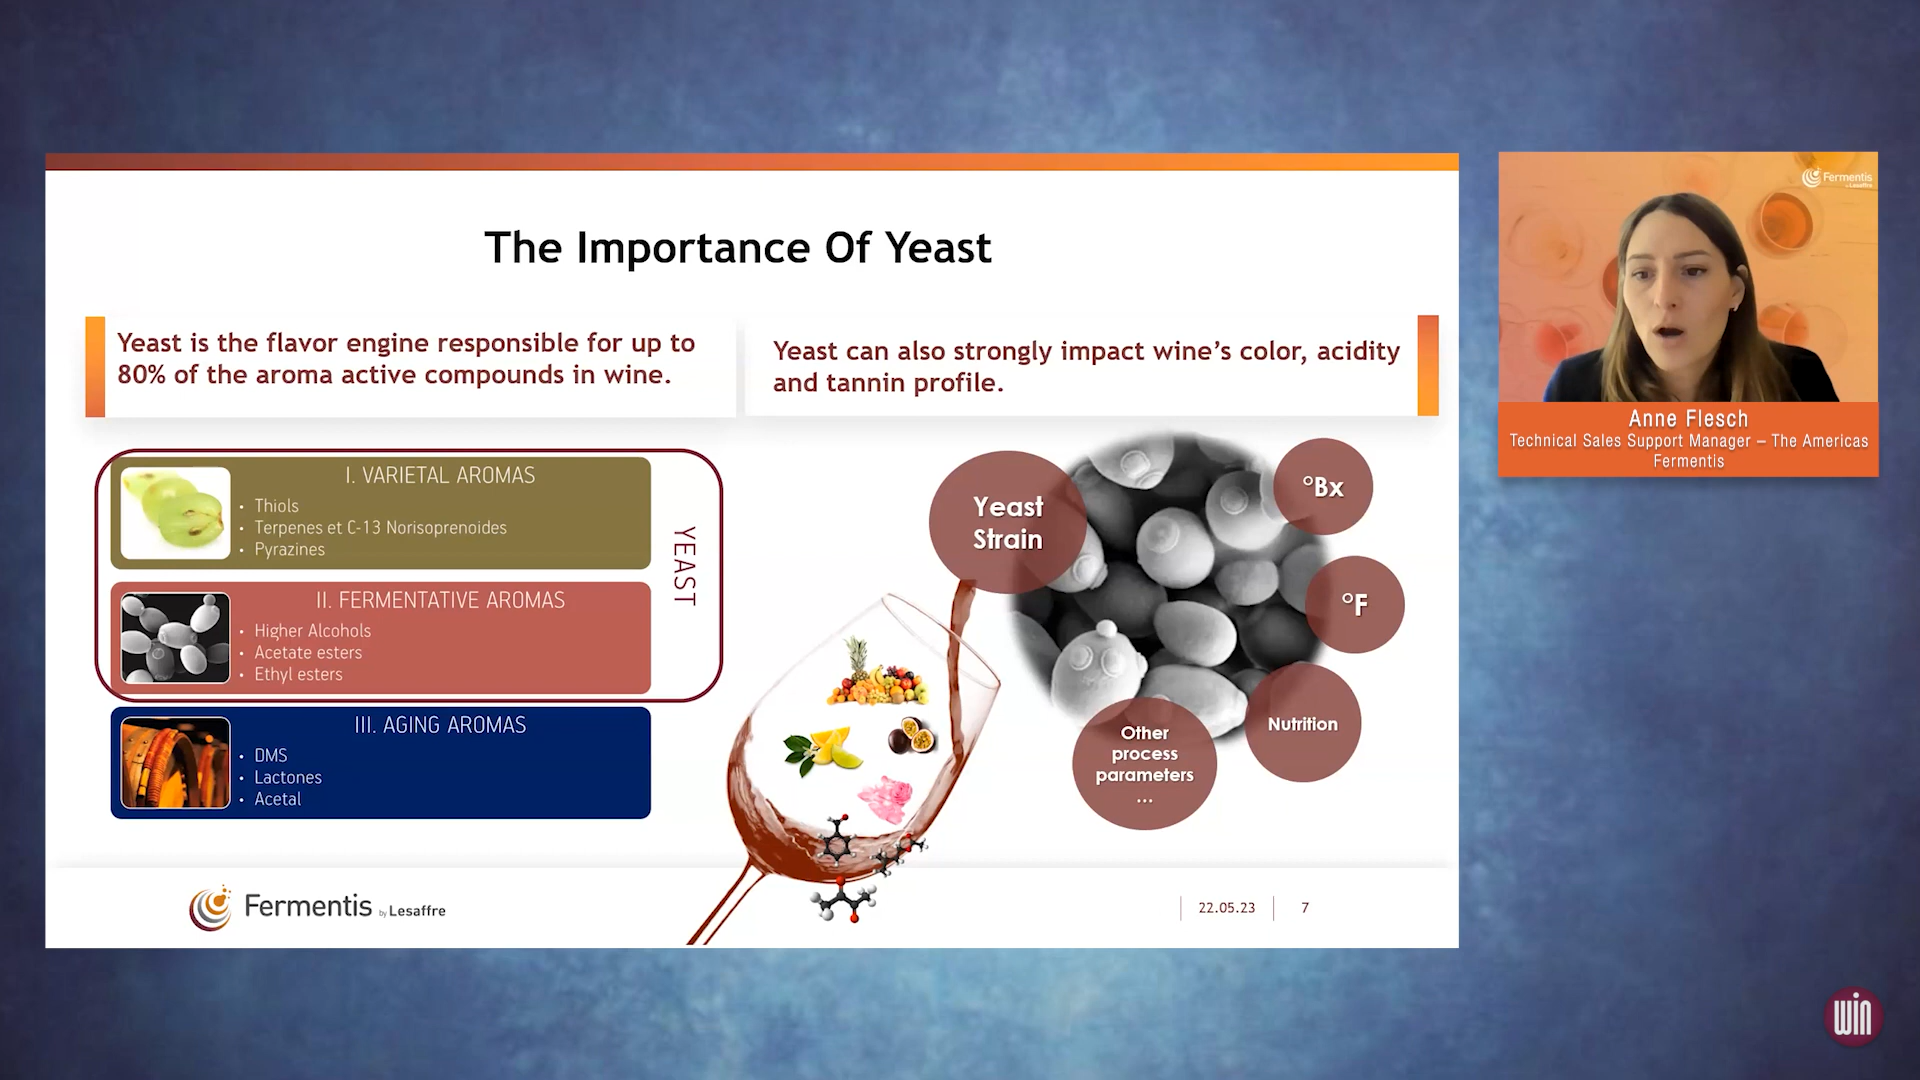 The Importance Of Yeast
Yeast is the flavor engine responsible for up to
80% of the aroma active compounds in wine.
Yeast can also strongly impact wine's color, acidity
and tannin profile.
I. VARIETAL AROMAS
• Thiols
• Terpenes et C-13 Norisoprenoides
• Pyrazines
II. FERMENTATIVE AROMAS
• Higher Alcohols
• Acetate esters
• Ethyl esters
YEAST
III. AGING AROMAS
• DMS
• Lactones
• Acetal
Yeast
Strain
°Bx
°F
Nutrition
Other
process
parameters
...
Fermentis by Lesaffre
22.05.23
7
Fermentis
by Lesaffre
Anne Flesch
Technical Sales Support Manager – The Americas
Fermentis
win